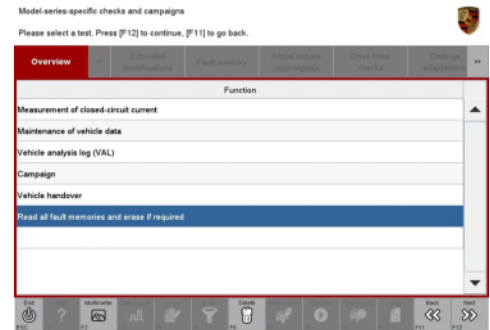 Model-series-specific checks and campaigns
Please select a test. Press [F12] to continue, [F11] to go back.
Overview
Extended identifications
Fault memory
Actual values input signals
Drive links checks
Codings adaptations
Function
Measurement of closed-circuit current
Maintenance of vehicle data
Vehicle analysis log (VAL)
Campaign
Vehicle handover
Read all fault memories and erase if required
End
Multimeter
Delete
Back
Next
ESC
F2
F8
F11
F12